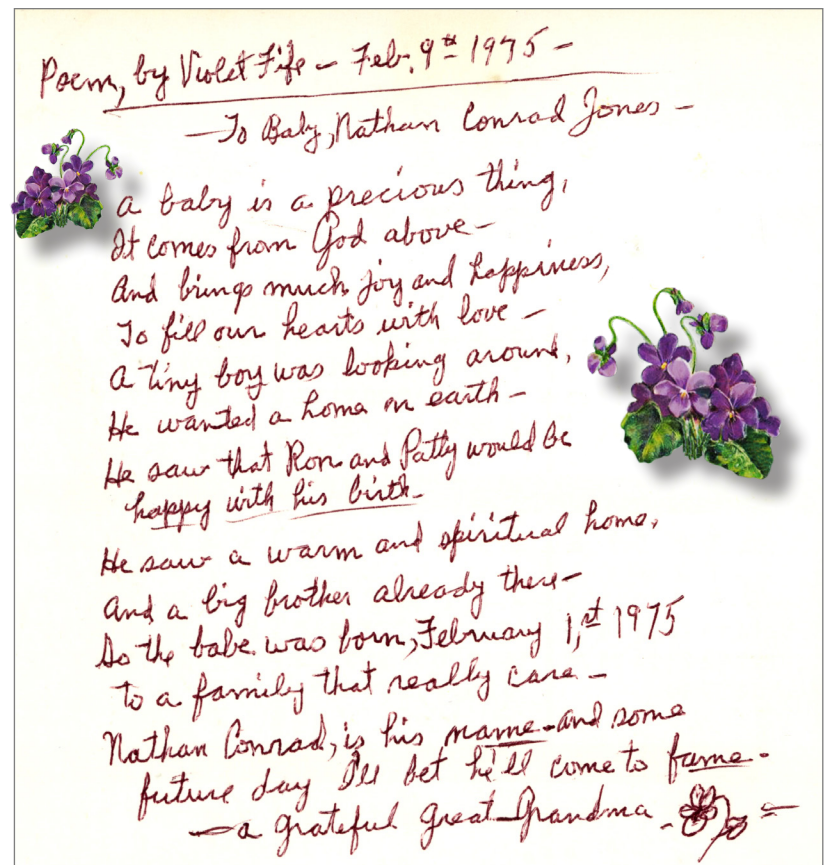 Poem, by Violet Fife - Feb. 9th 1975 -
- To Baby, Nathan Conrad Jones -
A baby is a precious thing,
It comes from God above -
And brings much joy and happiness,
To fill our hearts with love -
A tiny boy was looking around,
He wanted a home on earth -
He saw that Ron and Patty would be
happy with his birth -
He saw a warm and spiritual home,
And a big brother already there -
So the babe was born, February 1,st 1975
to a family that really care -
Nathan Conrad, is his name - and some
future day I'll bet he'll come to fame -
- a grateful great-Grandma -